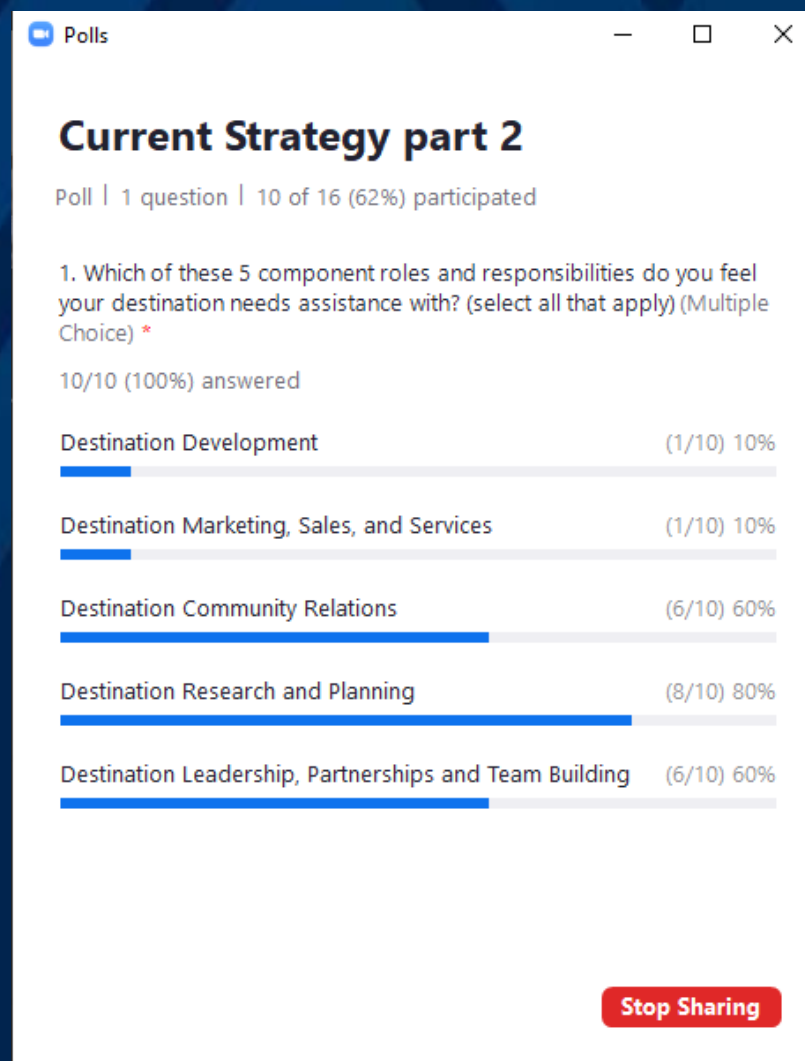 Polls
Current Strategy part 2
Poll | 1 question | 10 of 16 (62%) participated
1. Which of these 5 component roles and responsibilities do you feel
your destination needs assistance with? (select all that apply) (Multiple
Choice) *
10/10 (100%) answered
Destination Development (1/10) 10%
Destination Marketing, Sales, and Services (1/10) 10%
Destination Community Relations (6/10) 60%
Destination Research and Planning (8/10) 80%
Destination Leadership, Partnerships and Team Building (6/10) 60%
Stop Sharing